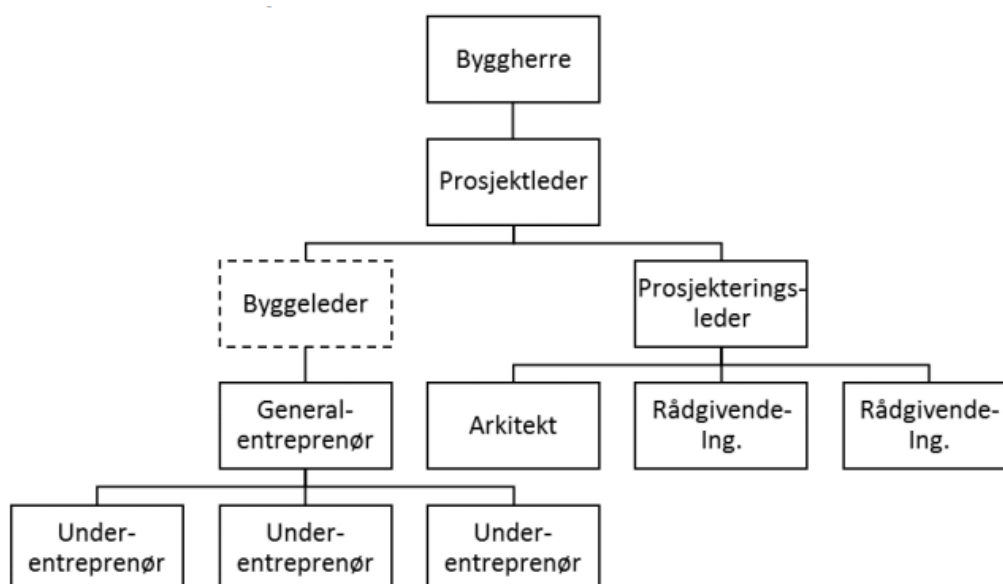 Byggherre
Prosjektleder
Byggeleder
Prosjekterings-
leder
General-
entreprenør
Arkitekt
Rådgivende-
Ing.
Rådgivende-
Ing.
Under-
entreprenør
Under-
entreprenør
Under-
entreprenør